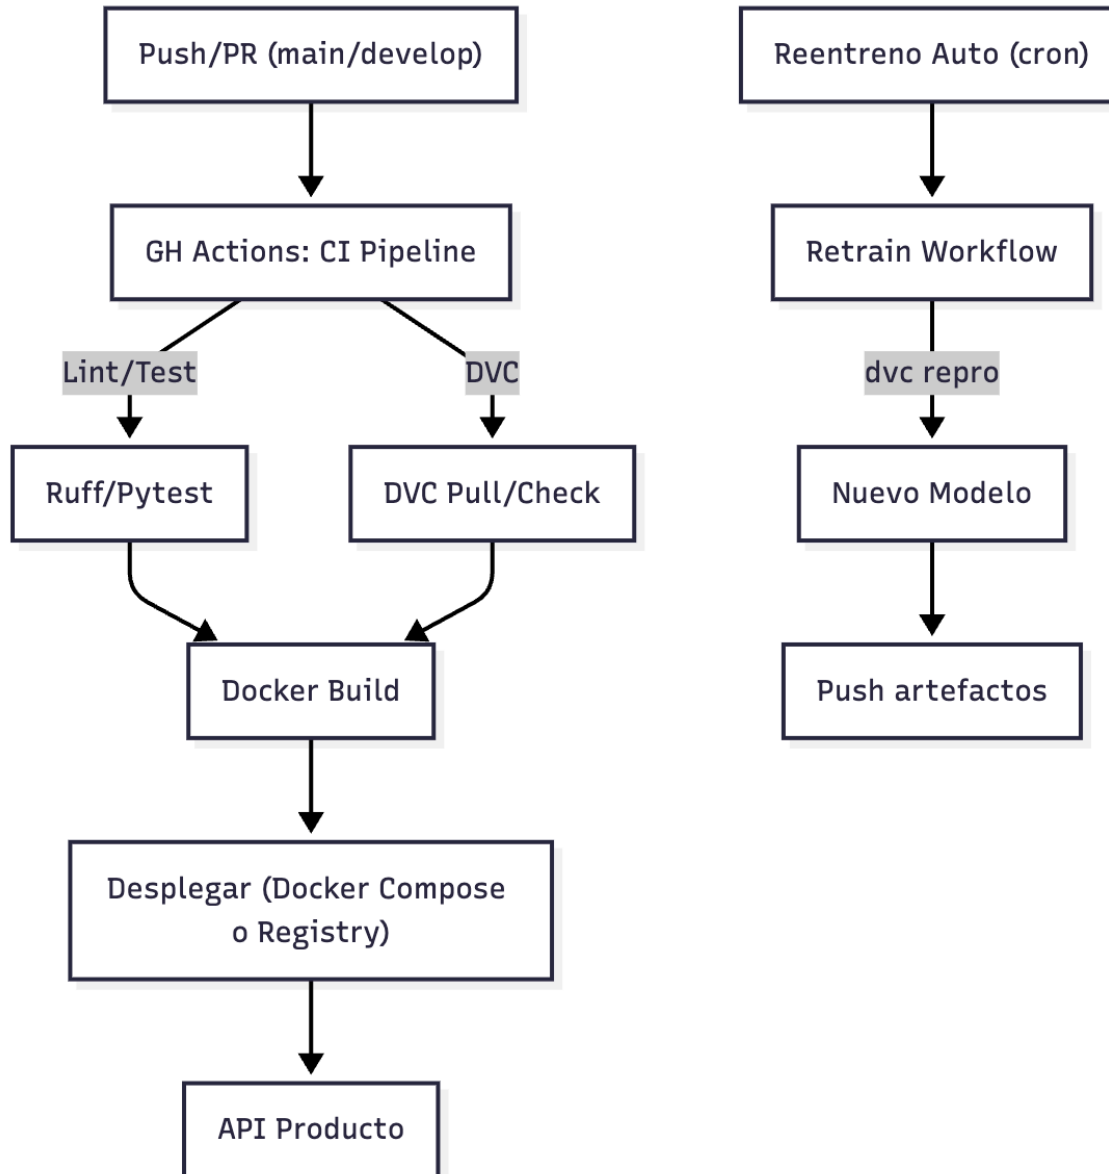 Push/PR (main/develop)
Reentreno Auto (cron)
GH Actions: CI Pipeline
Retrain Workflow
Lint/Test
DVC
dvc repro
Ruff/Pytest
DVC Pull/Check
Nuevo Modelo
Docker Build
Push artefactos
Desplegar (Docker Compose
o Registry)
API Producto